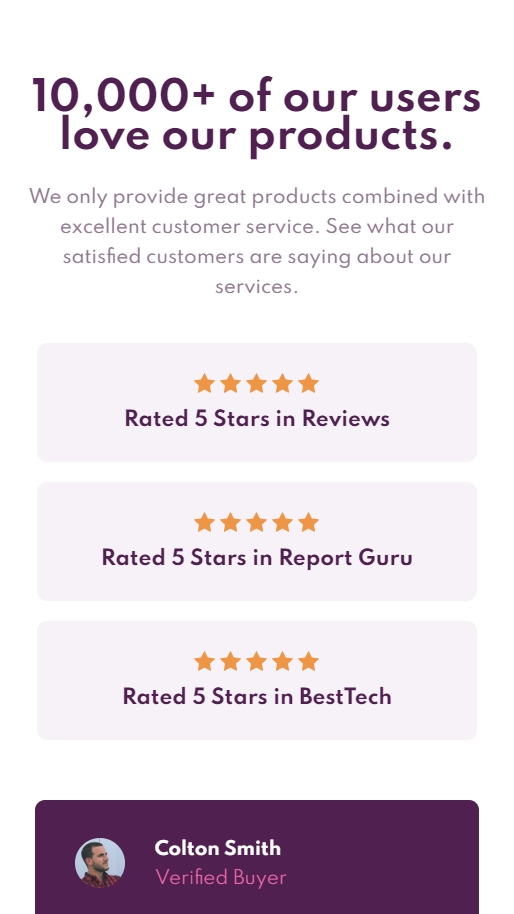 10,000+ of our users
love our products.
We only provide great products combined with
excellent customer service. See what our
satisfied customers are saying about our
services.
Rated 5 Stars in Reviews
Rated 5 Stars in Report Guru
Rated 5 Stars in BestTech
Colton Smith
Verified Buyer